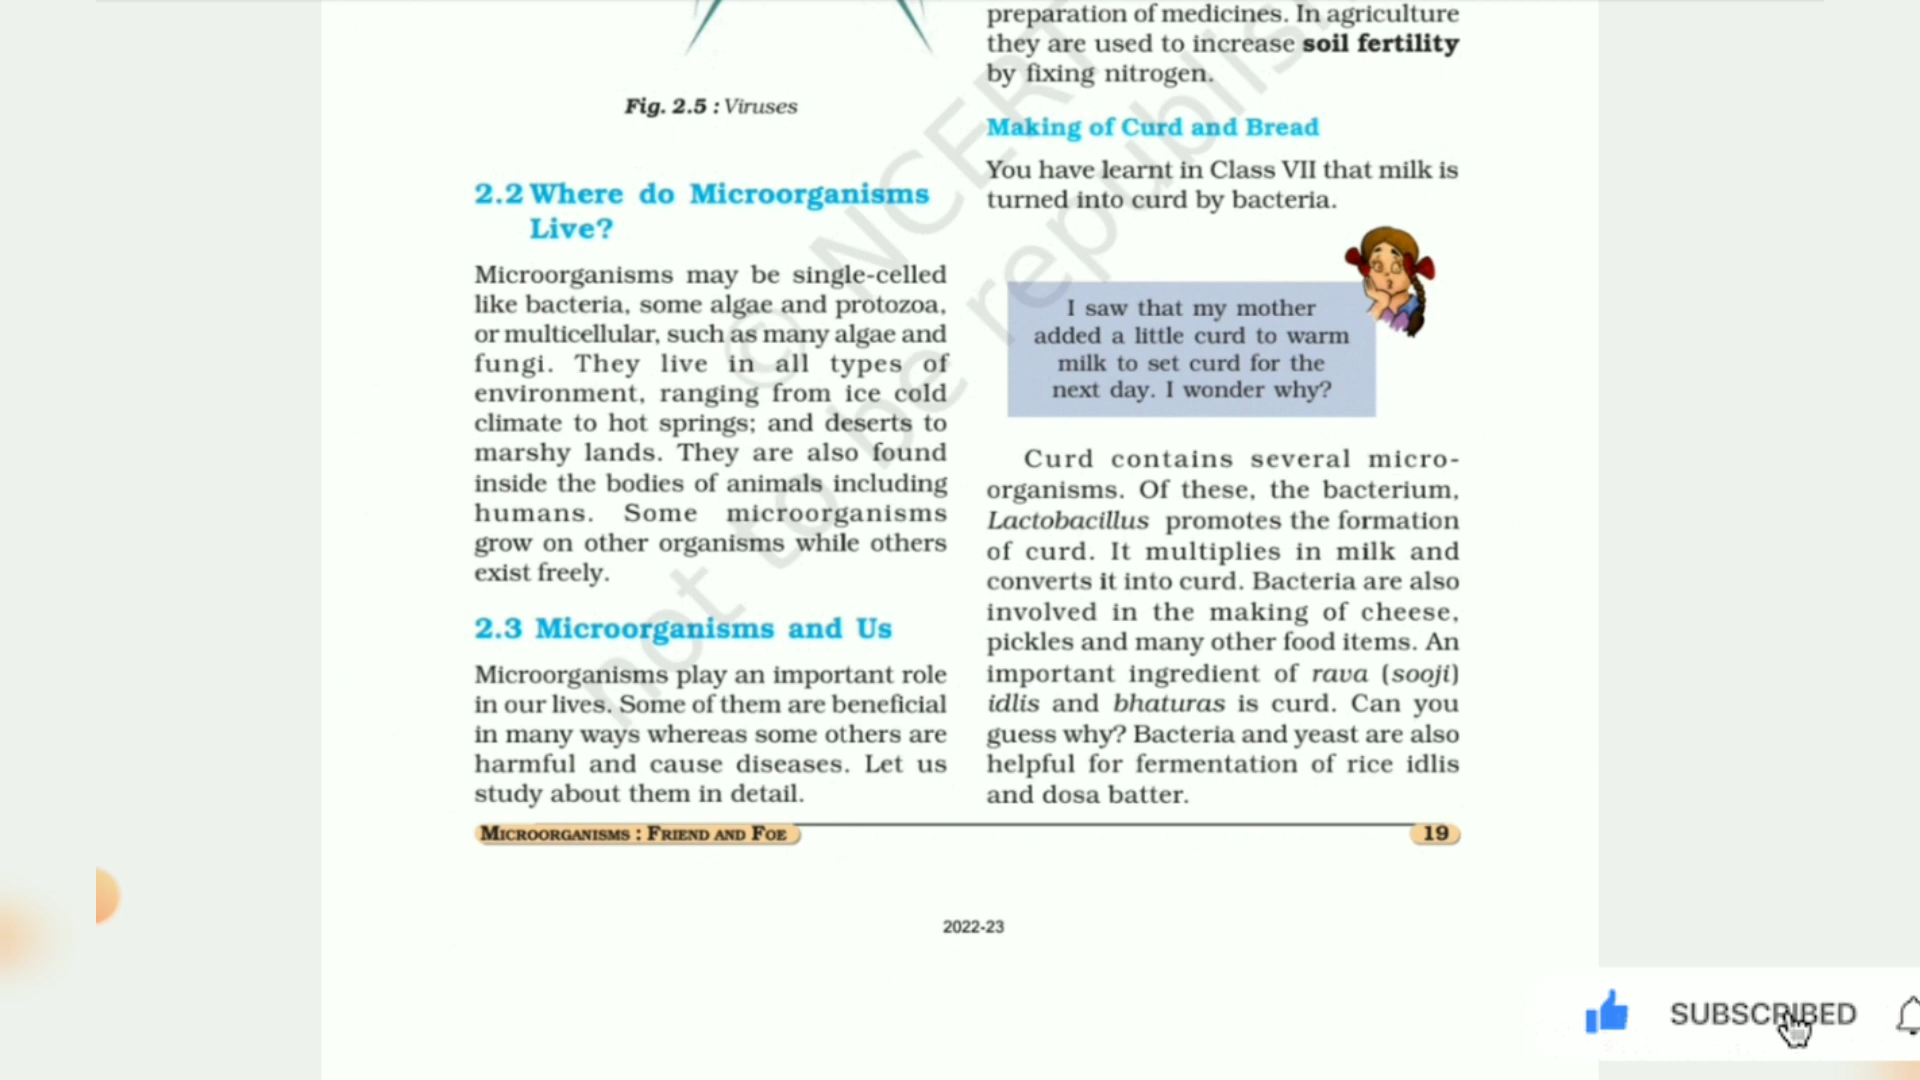 Fig. 2.5 : Viruses
2.2 Where do Microorganisms
Live?
Microorganisms may be single-celled
like bacteria, some algae and protozoa,
or multicellular, such as many algae and
fungi. They live in all types of
environment, ranging from ice cold
climate to hot springs; and deserts to
marshy lands. They are also found
inside the bodies of animals including
humans. Some microorganisms
grow on other organisms while others
exist freely.
2.3 Microorganisms and Us
Microorganisms play an important role
in our lives. Some of them are beneficial
in many ways whereas some others are
harmful and cause diseases. Let us
study about them in detail.
preparation of medicines. In agriculture
they are used to increase soil fertility
by fixing nitrogen.
Making of Curd and Bread
You have learnt in Class VII that milk is
turned into curd by bacteria.
I saw that my mother
added a little curd to warm
milk to set curd for the
next day. I wonder why?
Curd contains several micro-
organisms. Of these, the bacterium,
Lactobacillus promotes the formation
of curd. It multiplies in milk and
converts it into curd. Bacteria are also
involved in the making of cheese,
pickles and many other food items. An
important ingredient of rava (sooji)
idlis and bhaturas is curd. Can you
guess why? Bacteria and yeast are also
helpful for fermentation of rice idlis
and dosa batter.
© NCERT
not to be republis
MICROORGANISMS : FRIEND AND FOE
19
2022-23
SUBSCRIBED